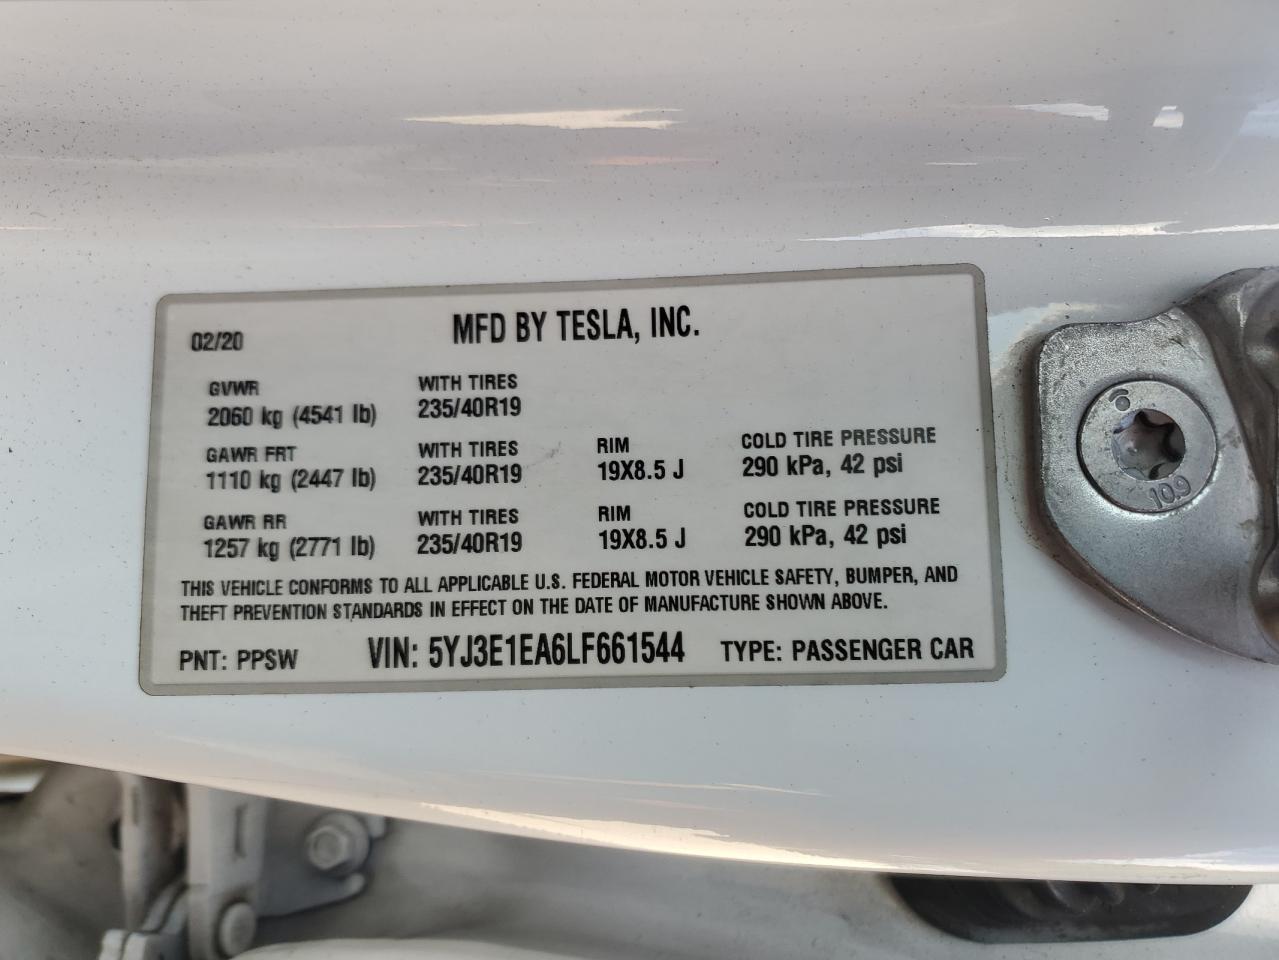 02/20 MFD BY TESLA, INC.
GVWR WITH TIRES
2060 kg (4541 lb) 235/40R19
GAWR FRT WITH TIRES RIM COLD TIRE PRESSURE
1110 kg (2447 lb) 235/40R19 19X8.5 J 290 kPa, 42 psi
GAWR RR WITH TIRES RIM COLD TIRE PRESSURE
1257 kg (2771 lb) 235/40R19 19X8.5 J 290 kPa, 42 psi
THIS VEHICLE CONFORMS TO ALL APPLICABLE U.S. FEDERAL MOTOR VEHICLE SAFETY, BUMPER, AND
THEFT PREVENTION STANDARDS IN EFFECT ON THE DATE OF MANUFACTURE SHOWN ABOVE.
PNT: PPSW VIN: 5YJ3E1EA6LF661544 TYPE: PASSENGER CAR
10.9